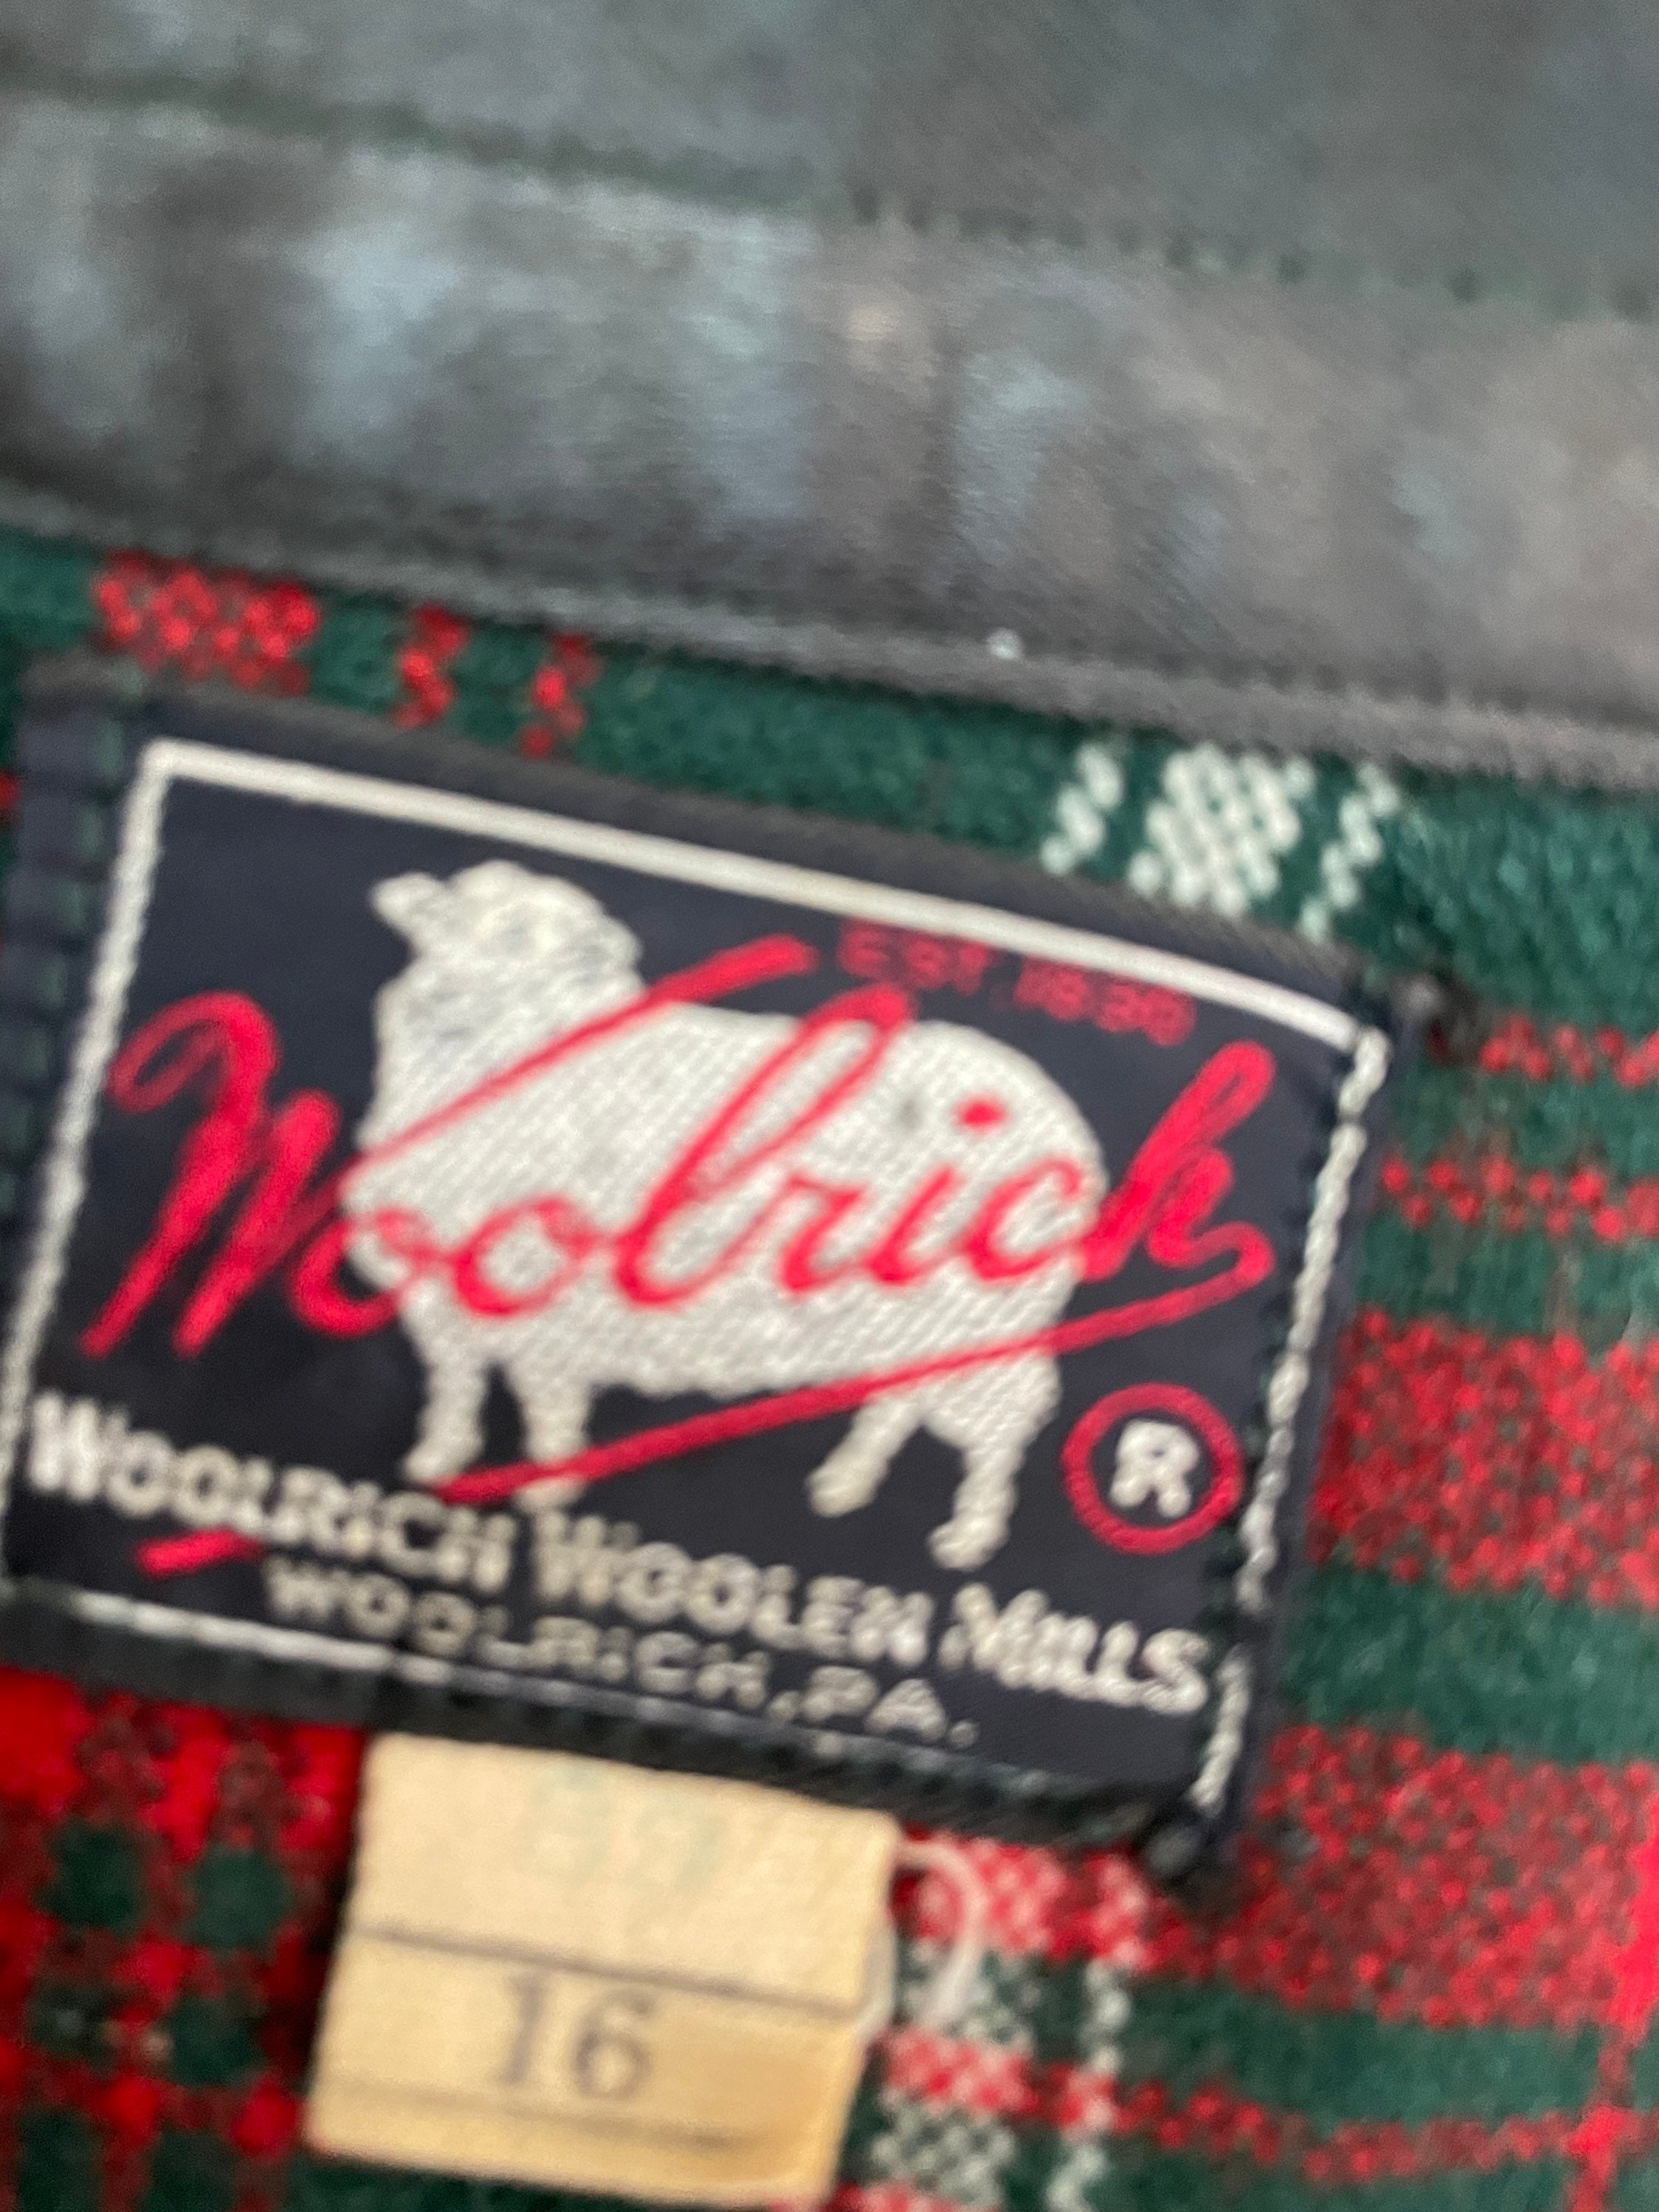 EST. 1830
Woolrich
®
WOOLRICH WOOLEN MILLS
WOOLRICH, PA.
16